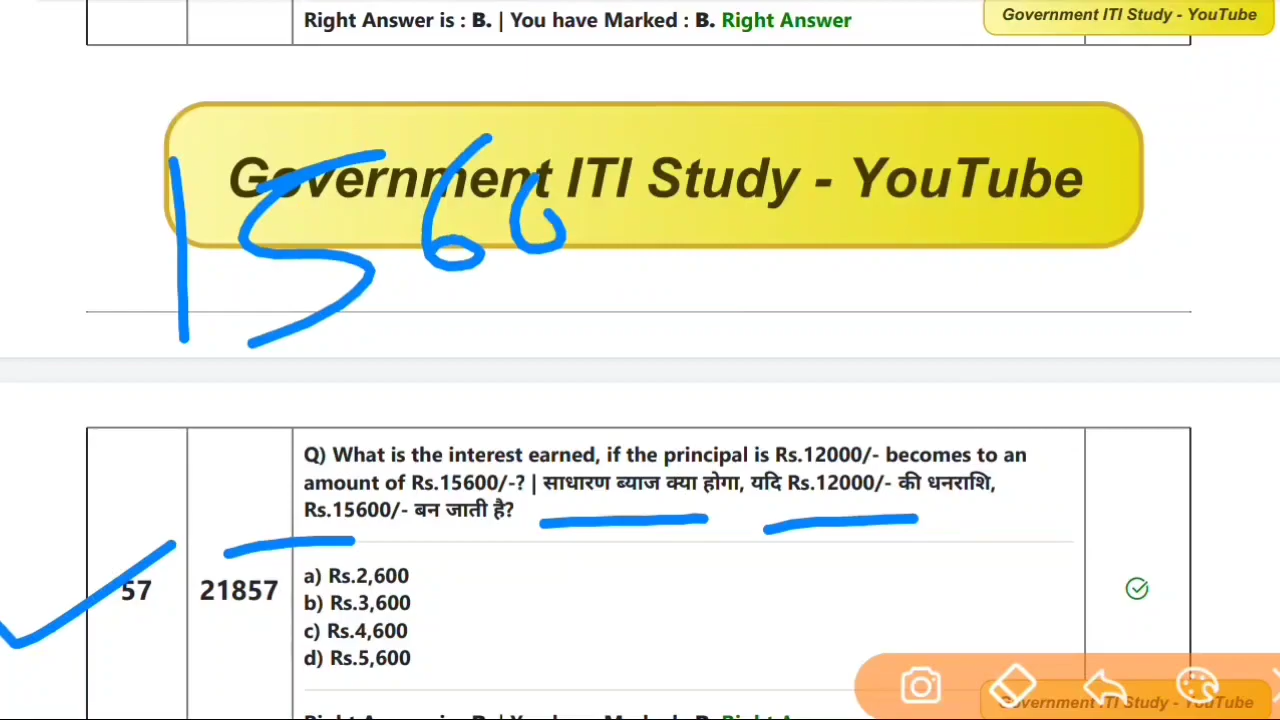 Right Answer is : B. | You have Marked : B. Right Answer
Government ITI Study - YouTube
Government ITI Study - YouTube
1560
Q) What is the interest earned, if the principal is Rs.12000/- becomes to an
amount of Rs.15600/-? | साधारण ब्याज क्या होगा, यदि Rs.12000/- की धनराशि,
Rs.15600/- बन जाती है?
57
21857
a) Rs.2,600
b) Rs.3,600
c) Rs.4,600
d) Rs.5,600
Government ITI Study - YouTube